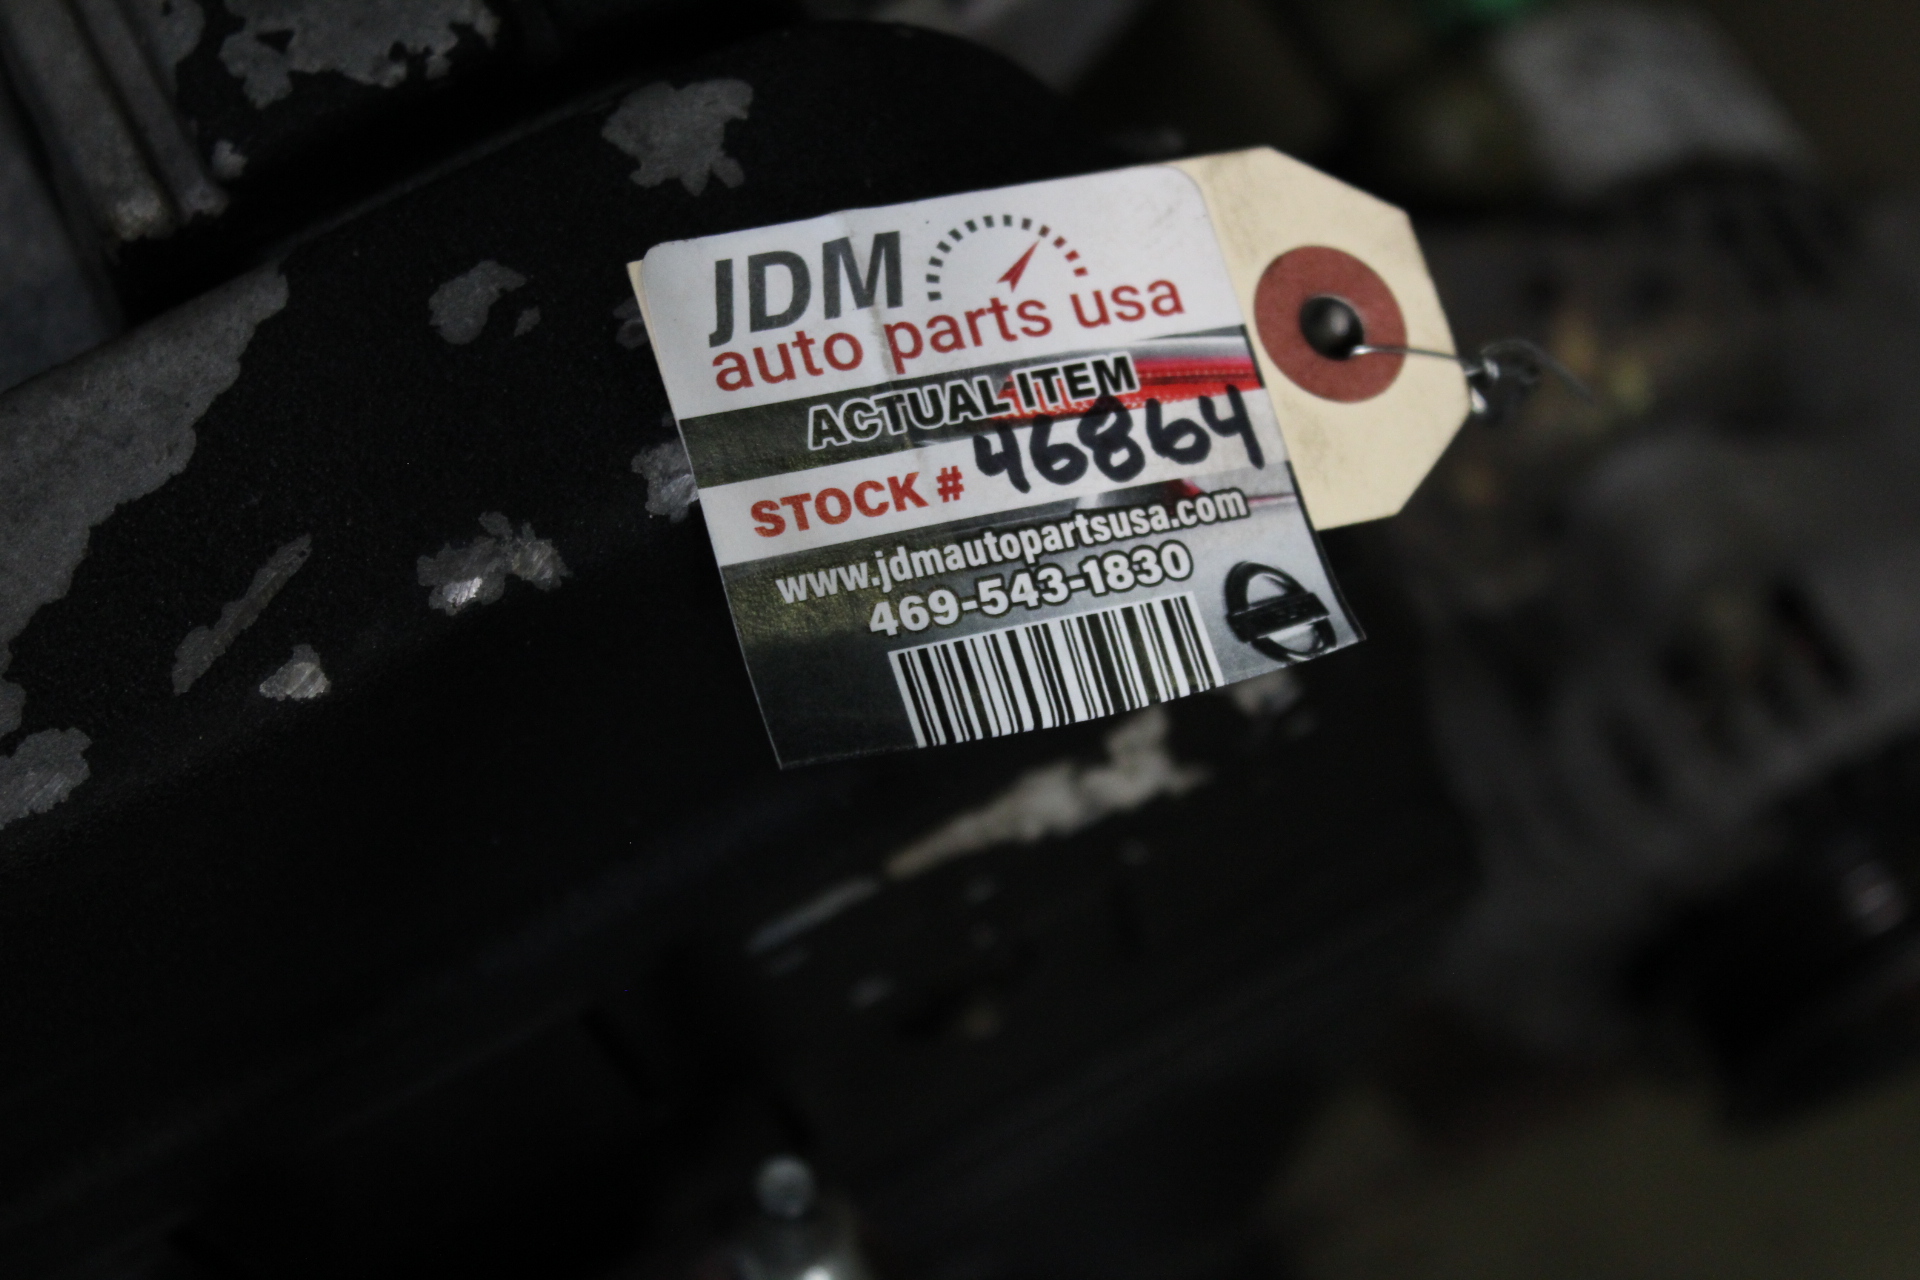 JDM
auto parts usa
ACTUAL ITEM
STOCK # 46864
www.jdmautopartsusa.com
469-543-1830